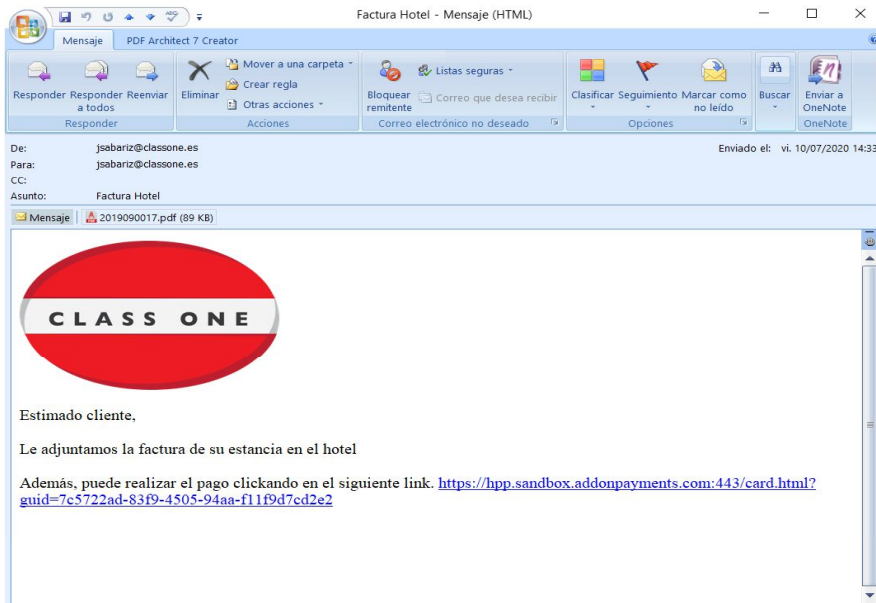 Factura Hotel - Mensaje (HTML)
Mensaje PDF Architect 7 Creator
Responder Responder a todos Reenviar
Responder
Eliminar
Mover a una carpeta
Crear regla
Otras acciones
Acciones
Bloquear remitente
Listas seguras
Correo que desea recibir
Correo electrónico no deseado
Clasificar Seguimiento Marcar como no leído
Opciones
Buscar
Enviar a OneNote
OneNote
De: jsabariz@classone.es
Enviado el: vi. 10/07/2020 14:33
Para: jsabariz@classone.es
CC:
Asunto: Factura Hotel
Mensaje 2019090017.pdf (89 KB)
CLASS ONE
Estimado cliente,
Le adjuntamos la factura de su estancia en el hotel
Además, puede realizar el pago clickando en el siguiente link. https://hpp.sandbox.addonpayments.com:443/card.html?
guid=7c5722ad-83f9-4505-94aa-f11f9d7cd2e2